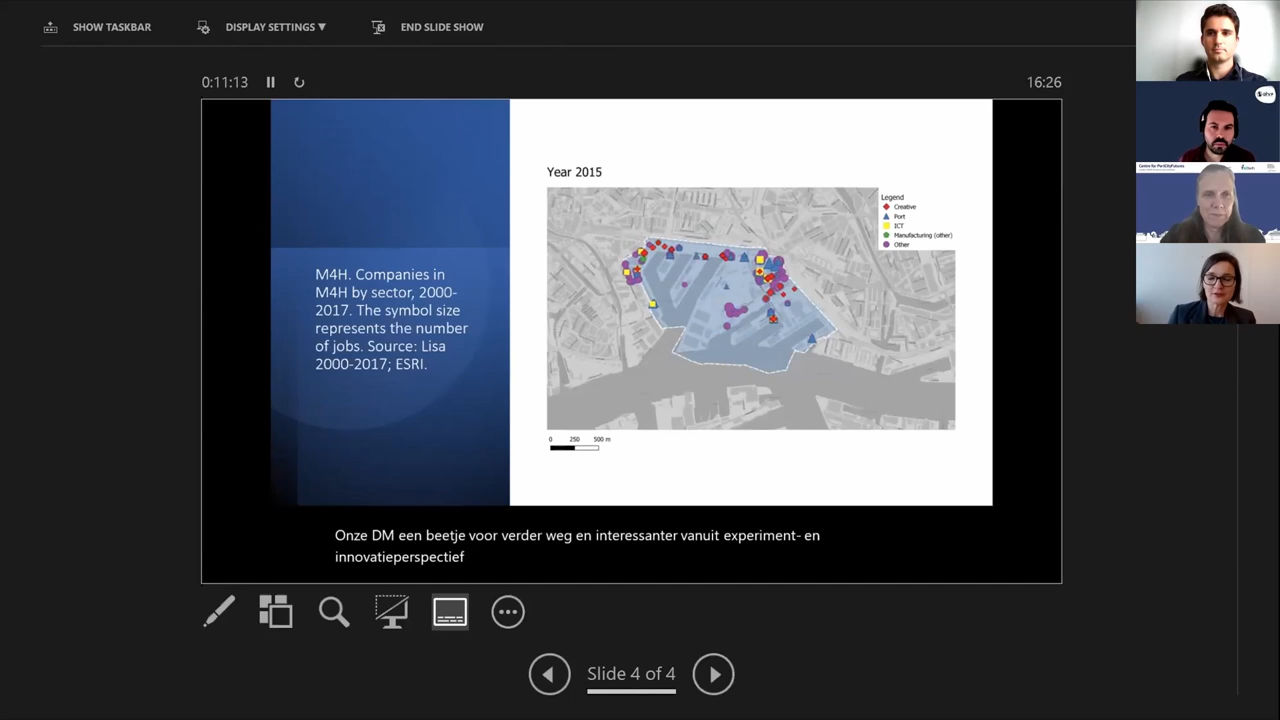 SHOW TASKBAR
DISPLAY SETTINGS ▼
END SLIDE SHOW
0:11:13
16:26
Year 2015
Legend
Creative
Port
ICT
Manufacturing (other)
Other
M4H. Companies in
M4H by sector, 2000-
2017. The symbol size
represents the number
of jobs. Source: Lisa
2000-2017; ESRI.
0 250 500 m
Onze DM een beetje voor verder weg en interessanter vanuit experiment- en
innovatieperspectief
Slide 4 of 4
Centre for PortCityFutures